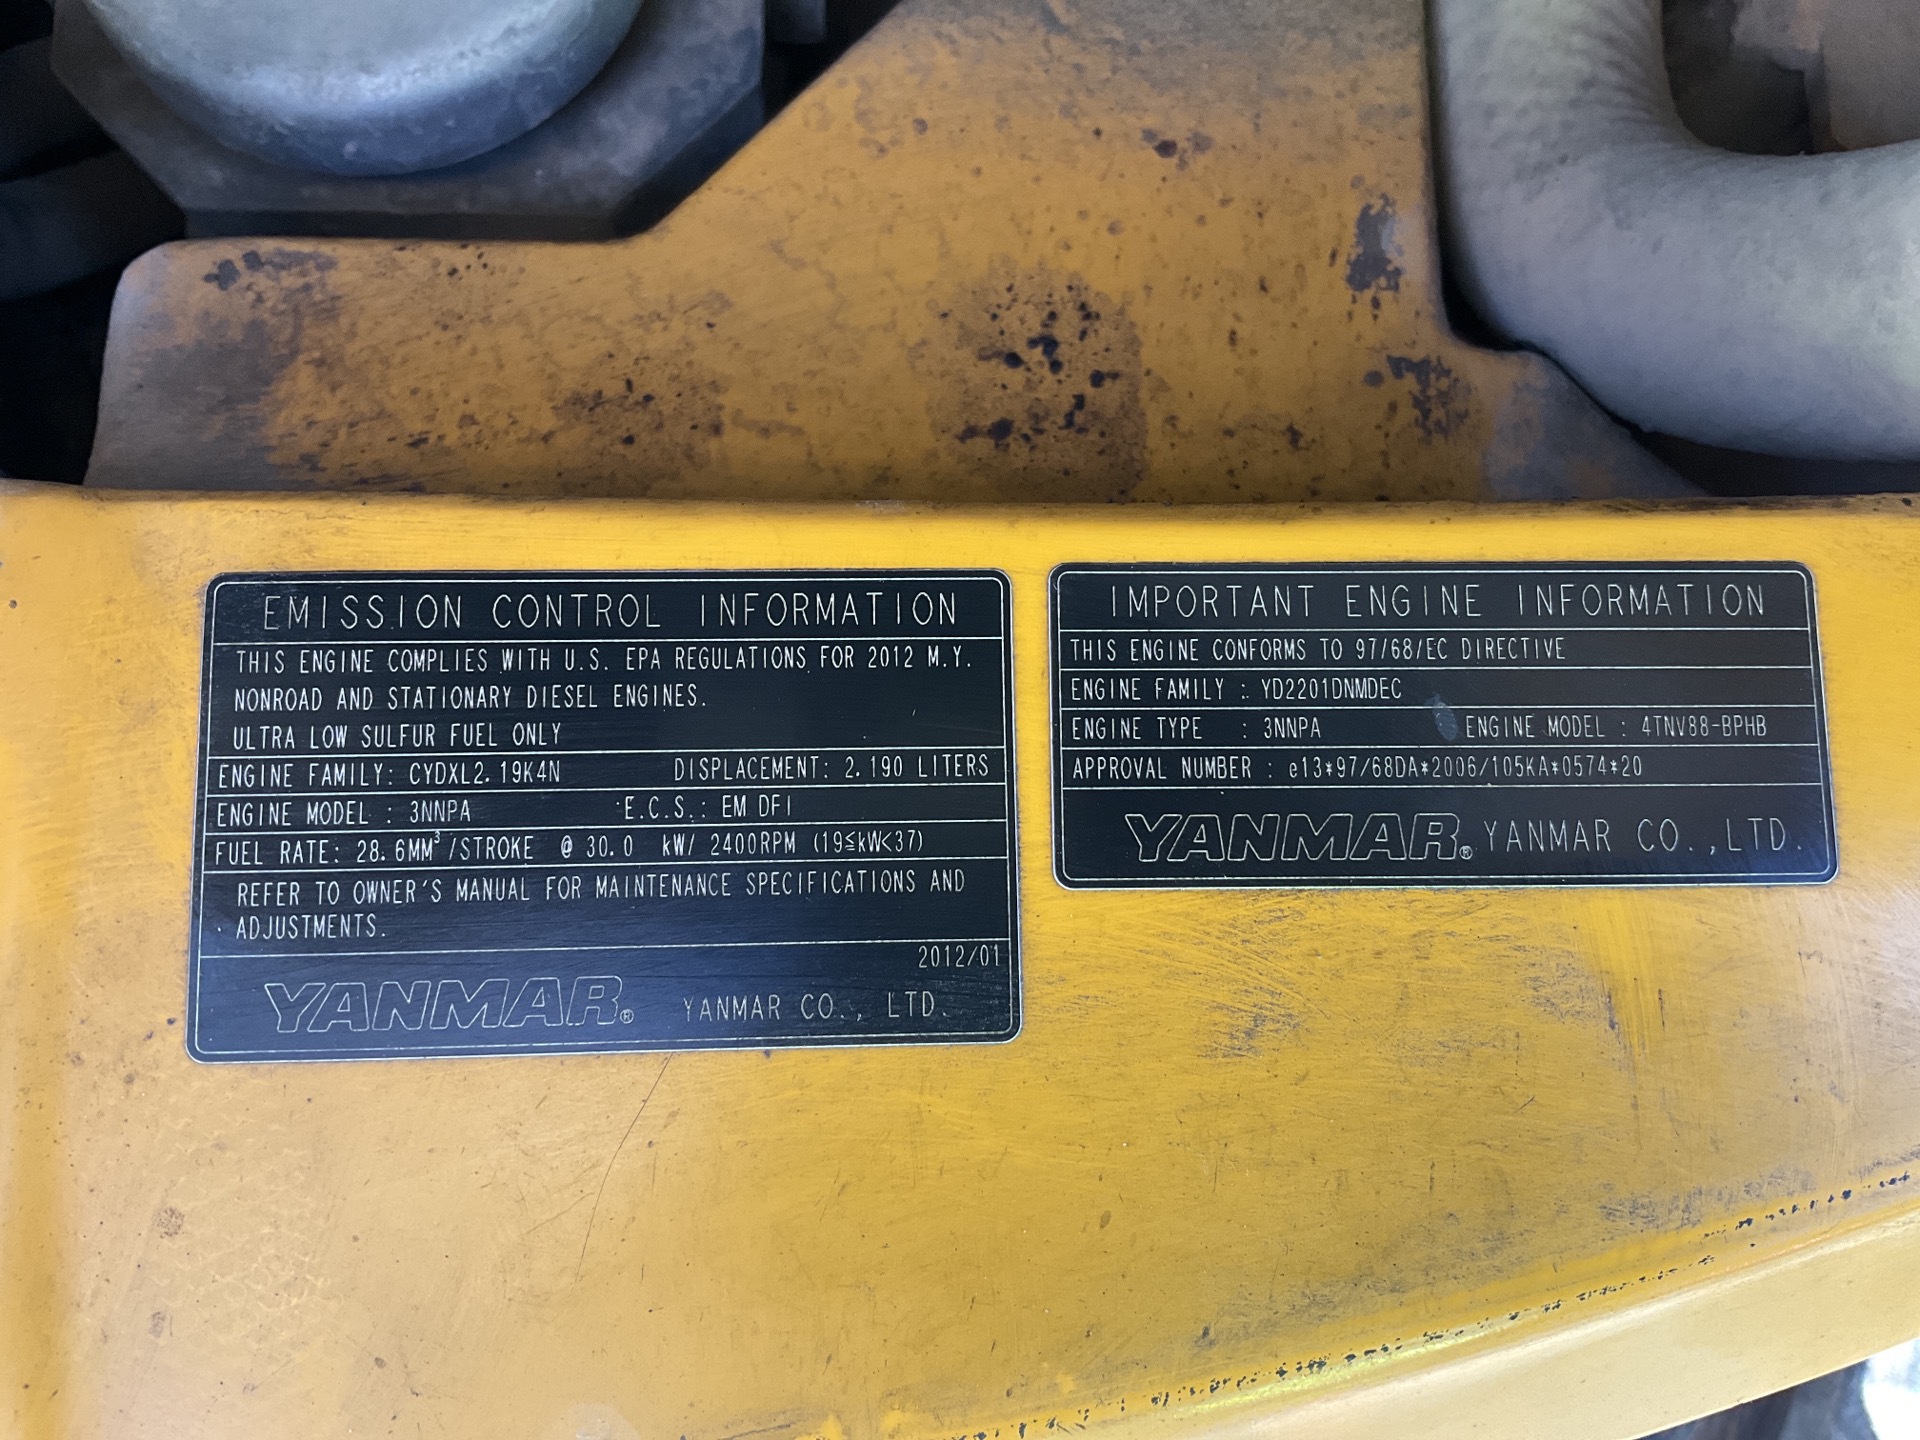 EMISSION CONTROL INFORMATION
THIS ENGINE COMPLIES WITH U.S. EPA REGULATIONS FOR 2012 M.Y.
NONROAD AND STATIONARY DIESEL ENGINES.
ULTRA LOW SULFUR FUEL ONLY
ENGINE FAMILY: CYDXL2.19K4N DISPLACEMENT: 2.190 LITERS
ENGINE MODEL : 3NNPA E.C.S.: EM DFI
FUEL RATE: 28.6MM³/STROKE @ 30.0 kW/ 2400RPM (19≦kW<37)
REFER TO OWNER'S MANUAL FOR MAINTENANCE SPECIFICATIONS AND
ADJUSTMENTS.
2012/01
YANMAR® YANMAR CO., LTD.
IMPORTANT ENGINE INFORMATION
THIS ENGINE CONFORMS TO 97/68/EC DIRECTIVE
ENGINE FAMILY : YD2201DNMDEC
ENGINE TYPE : 3NNPA ENGINE MODEL : 4TNV88-BPHB
APPROVAL NUMBER : e13*97/68DA*2006/105KA*0574*20
YANMAR® YANMAR CO.,LTD.